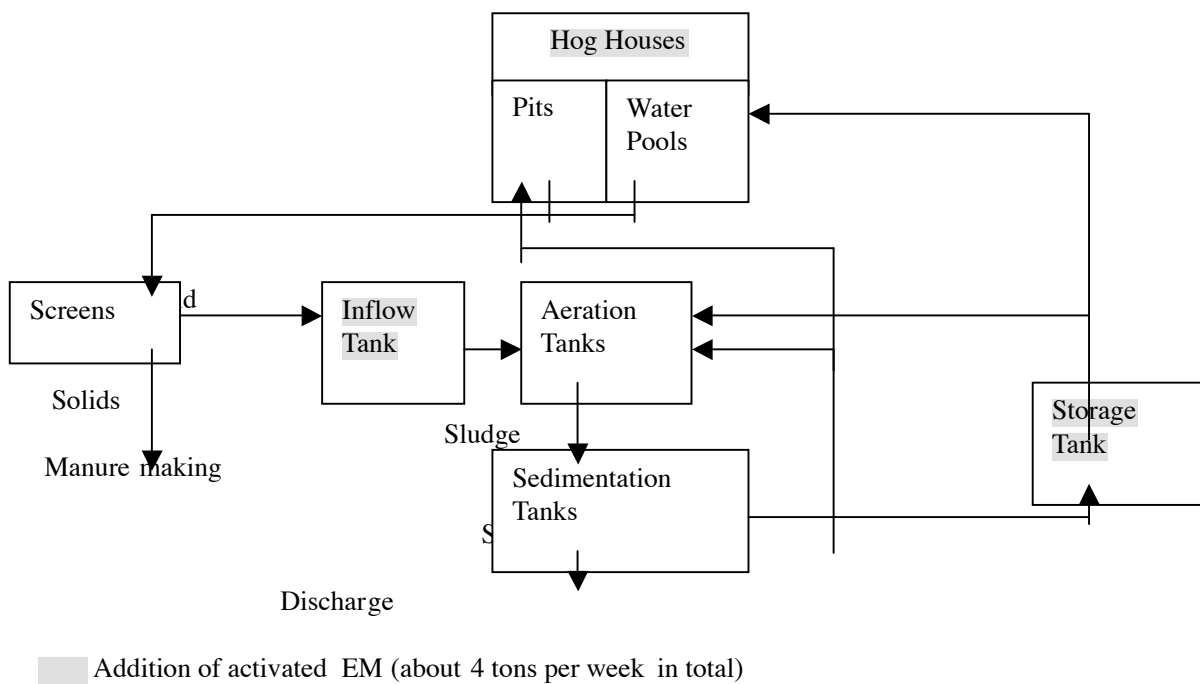 Hog Houses
Pits
Water
Pools
Screens
d
Inflow
Tank
Aeration
Tanks
Solids
Storage
Tank
Sludge
Manure making
Sedimentation
Tanks
S
Discharge
Addition of activated EM (about 4 tons per week in total)